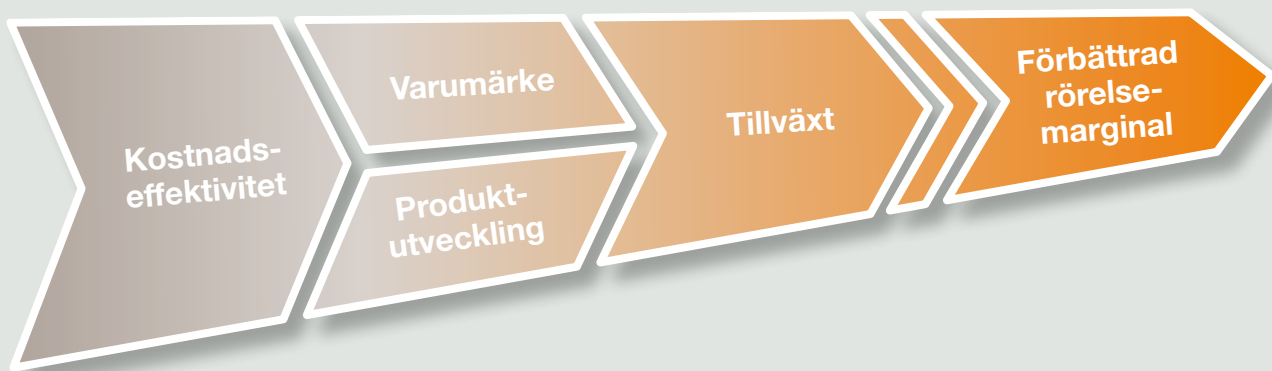 Kostnads-
effektivitet
Varumärke
Produkt-
utveckling
Tillväxt
Förbättrad
rörelse-
marginal